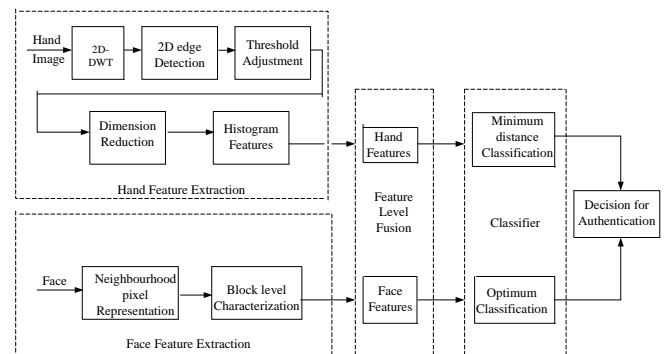 Hand
Image
2D-
DWT
2D edge
Detection
Threshold
Adjustment
Dimension
Reduction
Histogram
Features
Hand Feature Extraction
Hand
Features
Feature
Level
Fusion
Face
Features
Minimum
distance
Classification
Classifier
Optimum
Classification
Decision for
Authentication
Face
Neighbourhood
pixel
Representation
Block level
Characterization
Face Feature Extraction